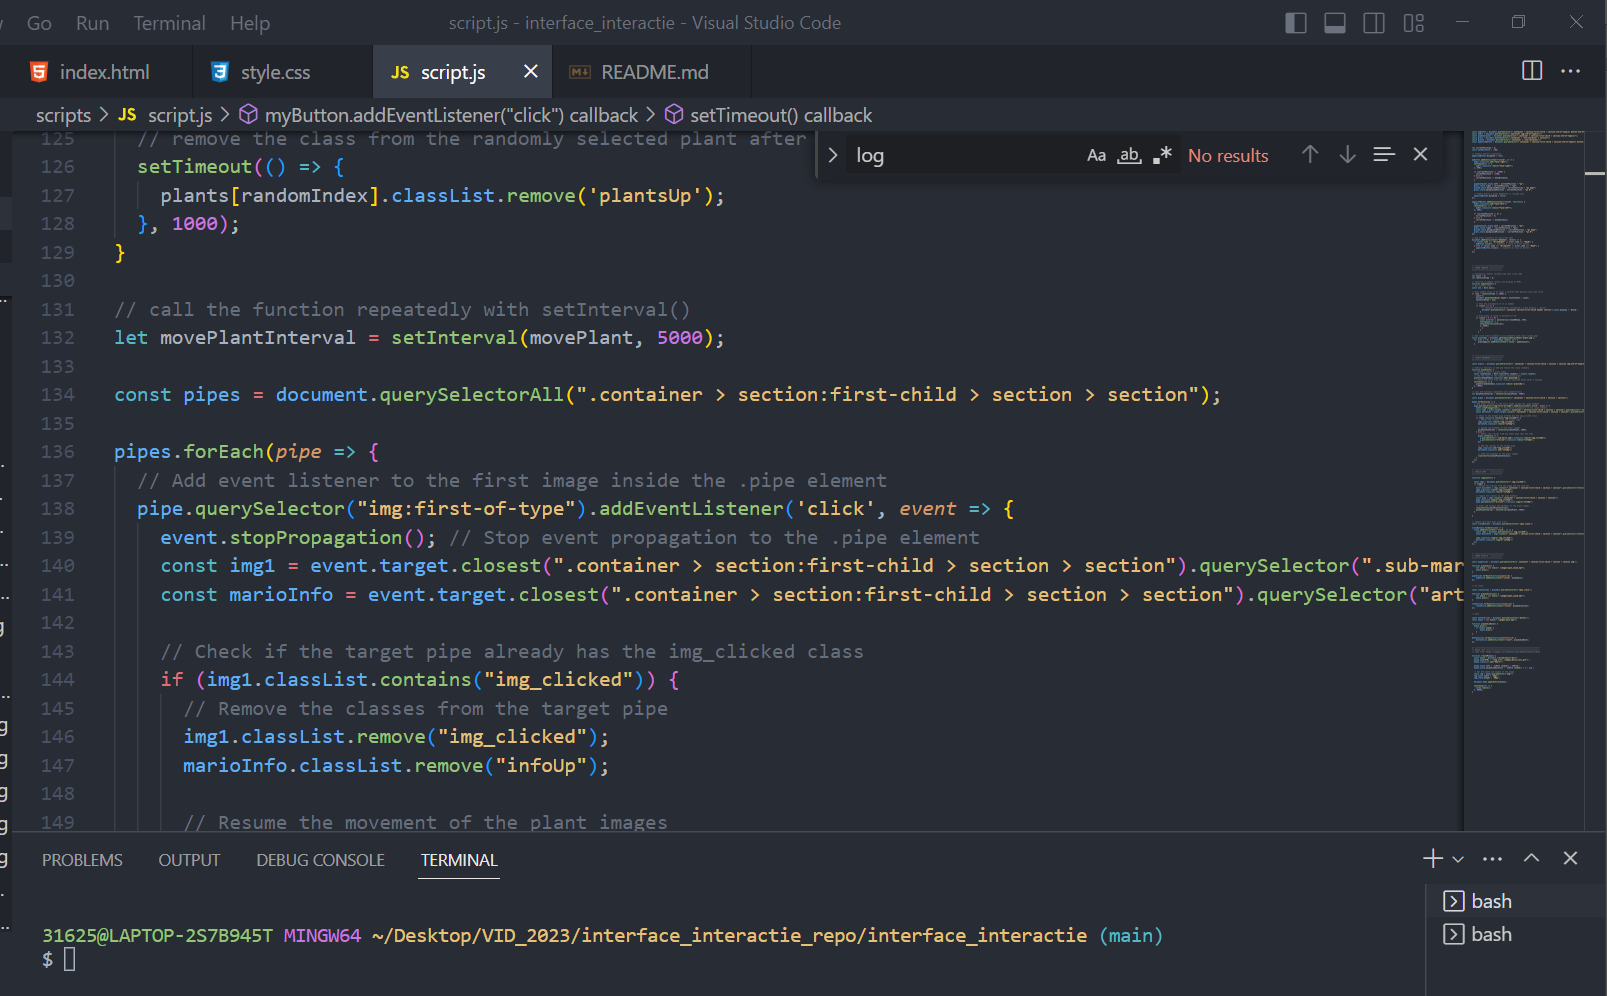 Go Run Terminal Help script.js - interface_interactie - Visual Studio Code
index.html style.css JS script.js README.md
scripts > JS script.js > myButton.addEventListener("click") callback > setTimeout() callback
log Aa ab .* No results
125 // remove the class from the randomly selected plant after
126 setTimeout(() => {
127 plants[randomIndex].classList.remove('plantsUp');
128 }, 1000);
129 }
130
131 // call the function repeatedly with setInterval()
132 let movePlantInterval = setInterval(movePlant, 5000);
133
134 const pipes = document.querySelectorAll(".container > section:first-child > section > section");
135
136 pipes.forEach(pipe => {
137 // Add event listener to the first image inside the .pipe element
138 pipe.querySelector("img:first-of-type").addEventListener('click', event => {
139 event.stopPropagation(); // Stop event propagation to the .pipe element
140 const img1 = event.target.closest(".container > section:first-child > section > section").querySelector(".sub-mar
141 const marioInfo = event.target.closest(".container > section:first-child > section > section").querySelector("art
142
143 // Check if the target pipe already has the img_clicked class
144 if (img1.classList.contains("img_clicked")) {
145 // Remove the classes from the target pipe
146 img1.classList.remove("img_clicked");
147 marioInfo.classList.remove("infoUp");
148
149 // Resume the movement of the plant images
PROBLEMS OUTPUT DEBUG CONSOLE TERMINAL
bash
31625@LAPTOP-2S7B945T MINGW64 ~/Desktop/VID_2023/interface_interactie_repo/interface_interactie (main)
bash
$